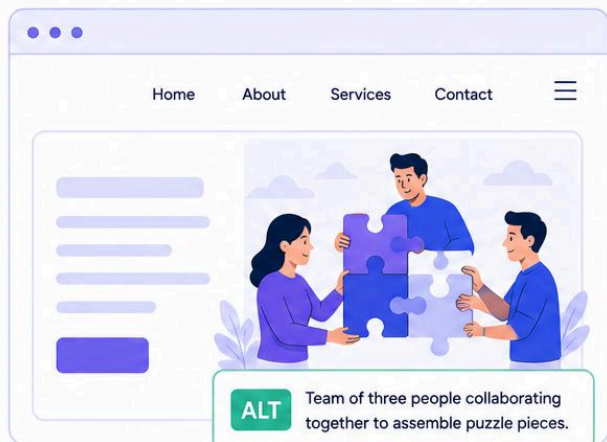 Home About Services Contact
ALT
Team of three people collaborating
together to assemble puzzle pieces.